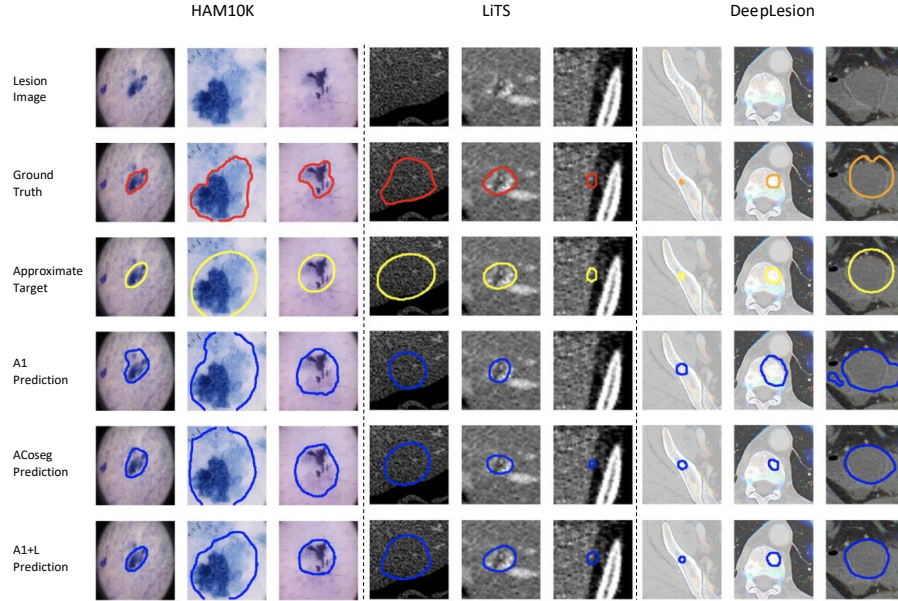 HAM10K
LiTS
DeepLesion
Lesion
Image
Ground
Truth
Approximate
Target
A1
Prediction
ACoseg
Prediction
A1+L
Prediction